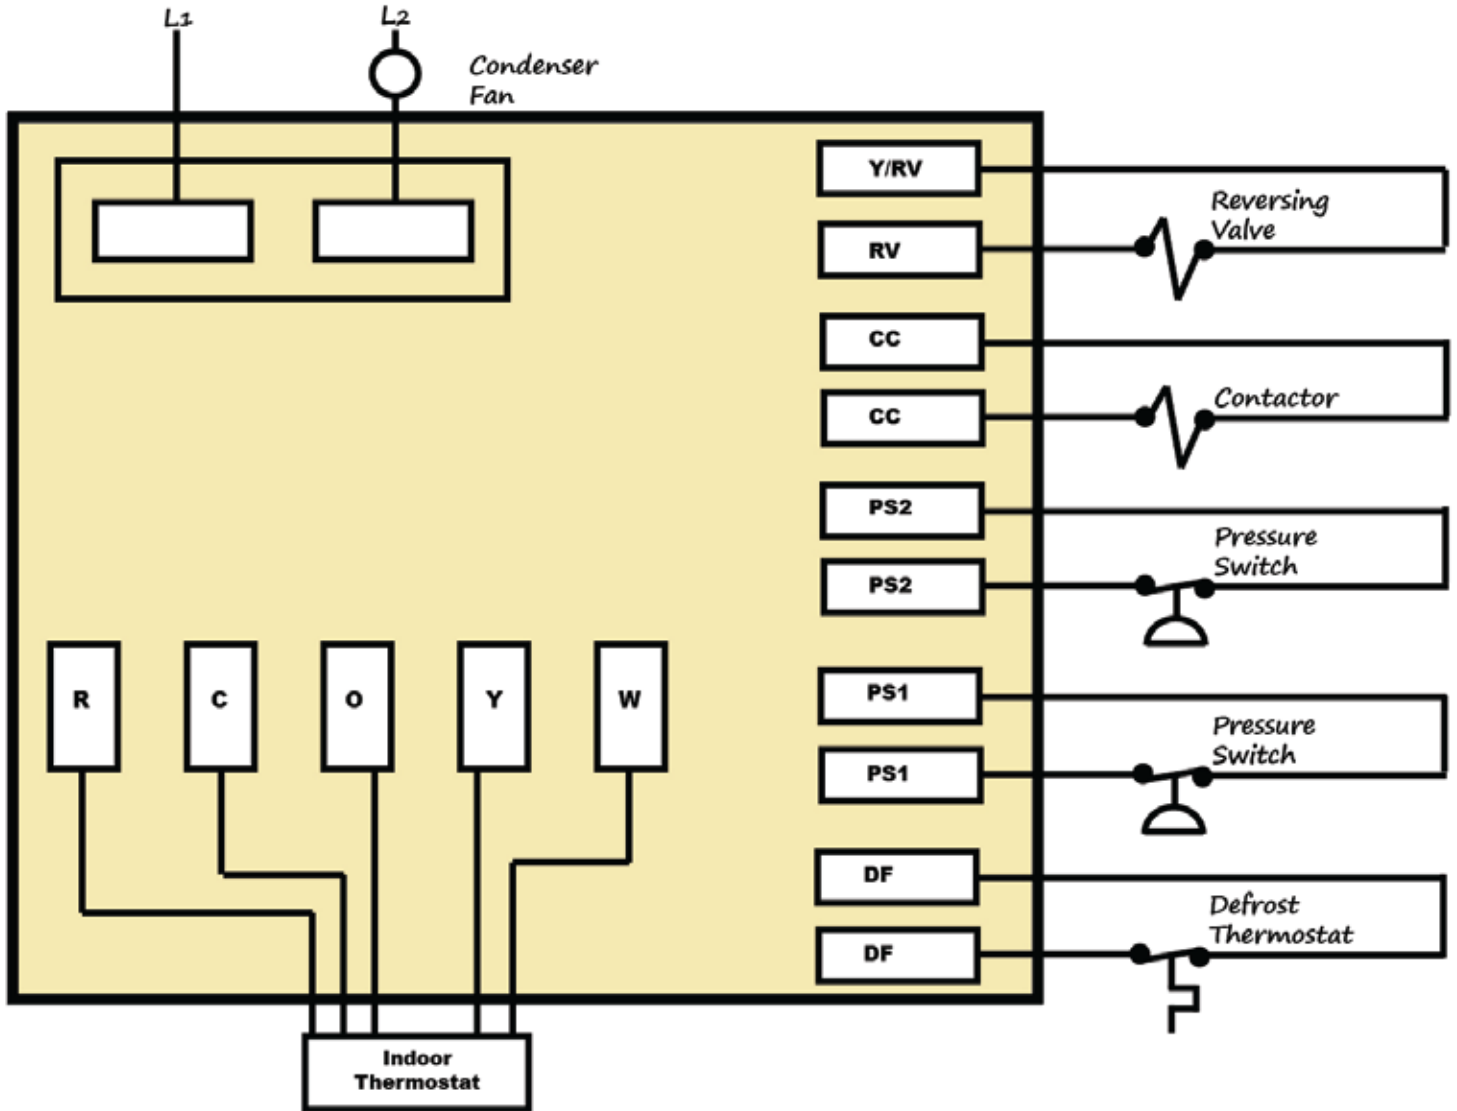 L1
L2
Condenser
Fan
Y/RV
Reversing
Valve
RV
CC
Contactor
CC
PS2
Pressure
Switch
PS2
R
C
O
Y
W
PS1
Pressure
Switch
PS1
DF
Defrost
Thermostat
DF
Indoor
Thermostat